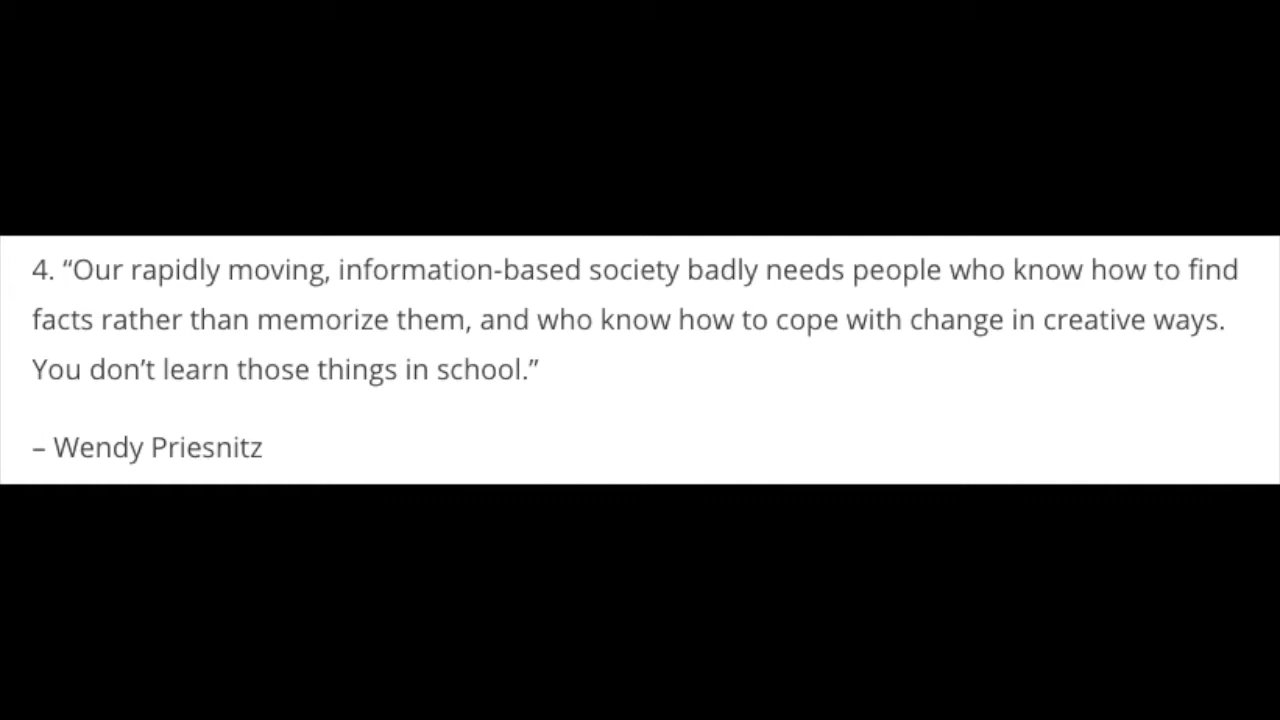 4. “Our rapidly moving, information-based society badly needs people who know how to find
facts rather than memorize them, and who know how to cope with change in creative ways.
You don’t learn those things in school.”
– Wendy Priesnitz